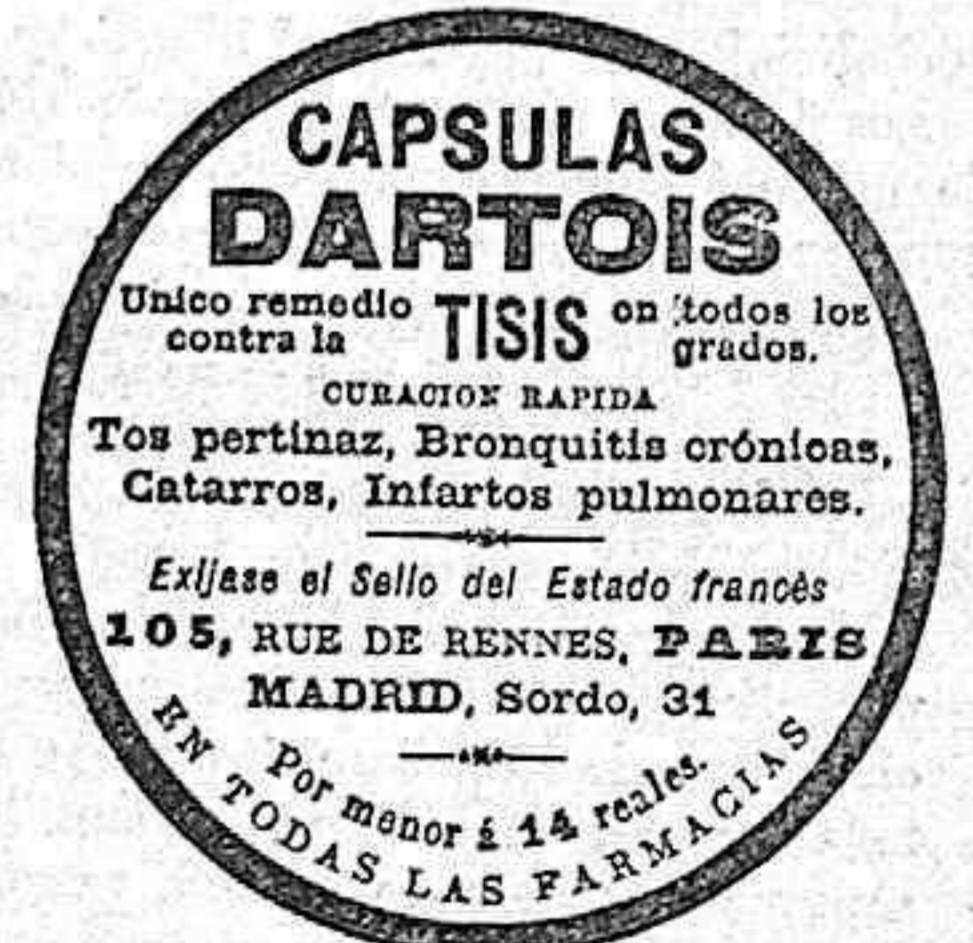 CAPSULAS
DARTOIS
Unico remedio contra la TISIS en todos los grados.
CURACION RAPIDA
Tos pertinaz, Bronquitis crónicas,
Catarros, Infartos pulmonares.
Exíjase el Sello del Estado francès
105, RUE DE RENNES, PARIS
MADRID, Sordo, 31
Por menor á 14 reales.
EN TODAS LAS FARMACIAS